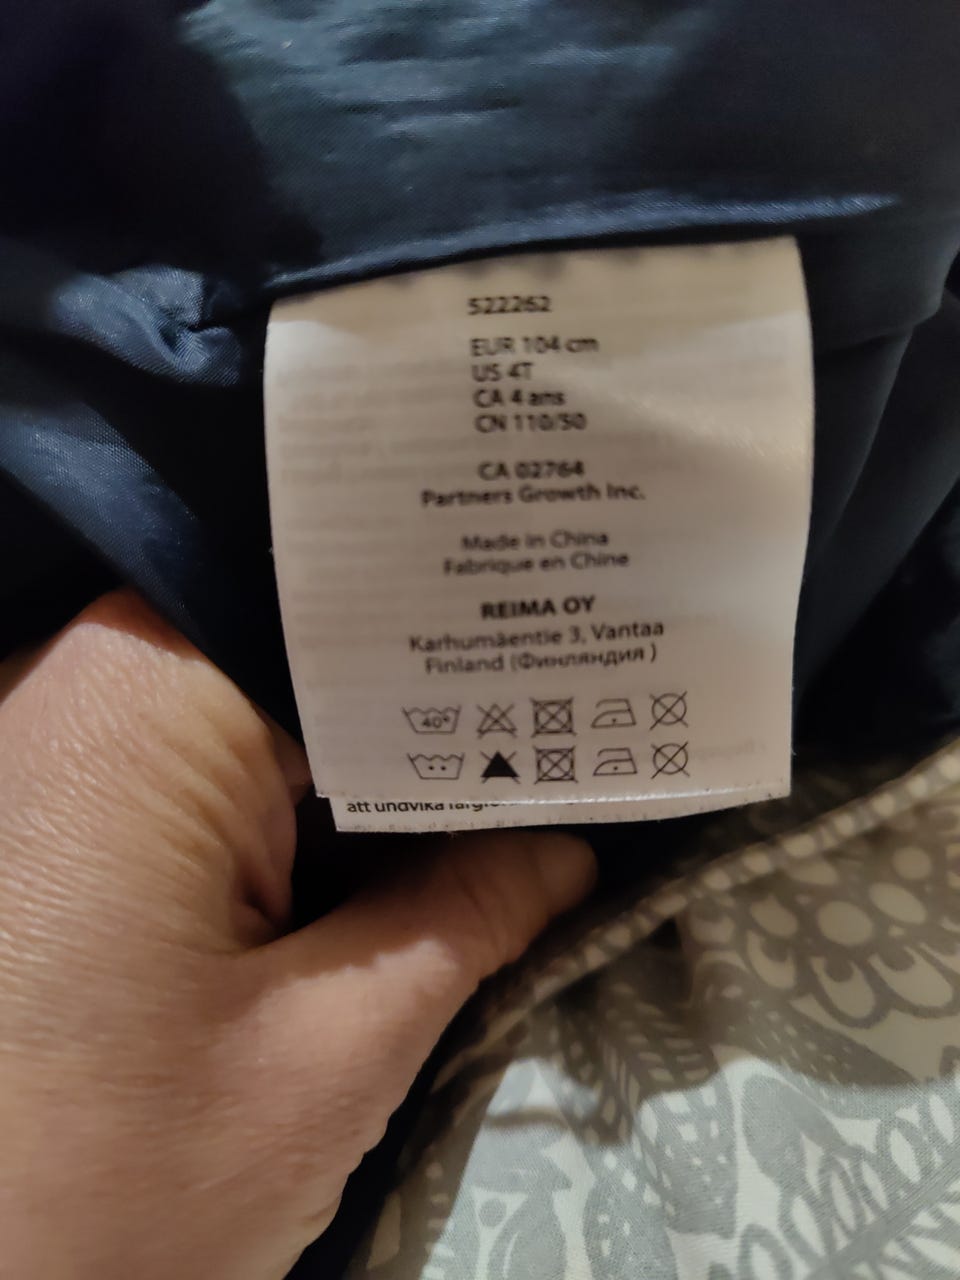 522262
EUR 104 cm
US 4T
CA 4 ans
CN 110/50
CA 02764
Partners Growth Inc.
Made in China
Fabrique en Chine
REIMA OY
Karhumäentie 3, Vantaa
Finland (Финляндия )
40°
att undvika